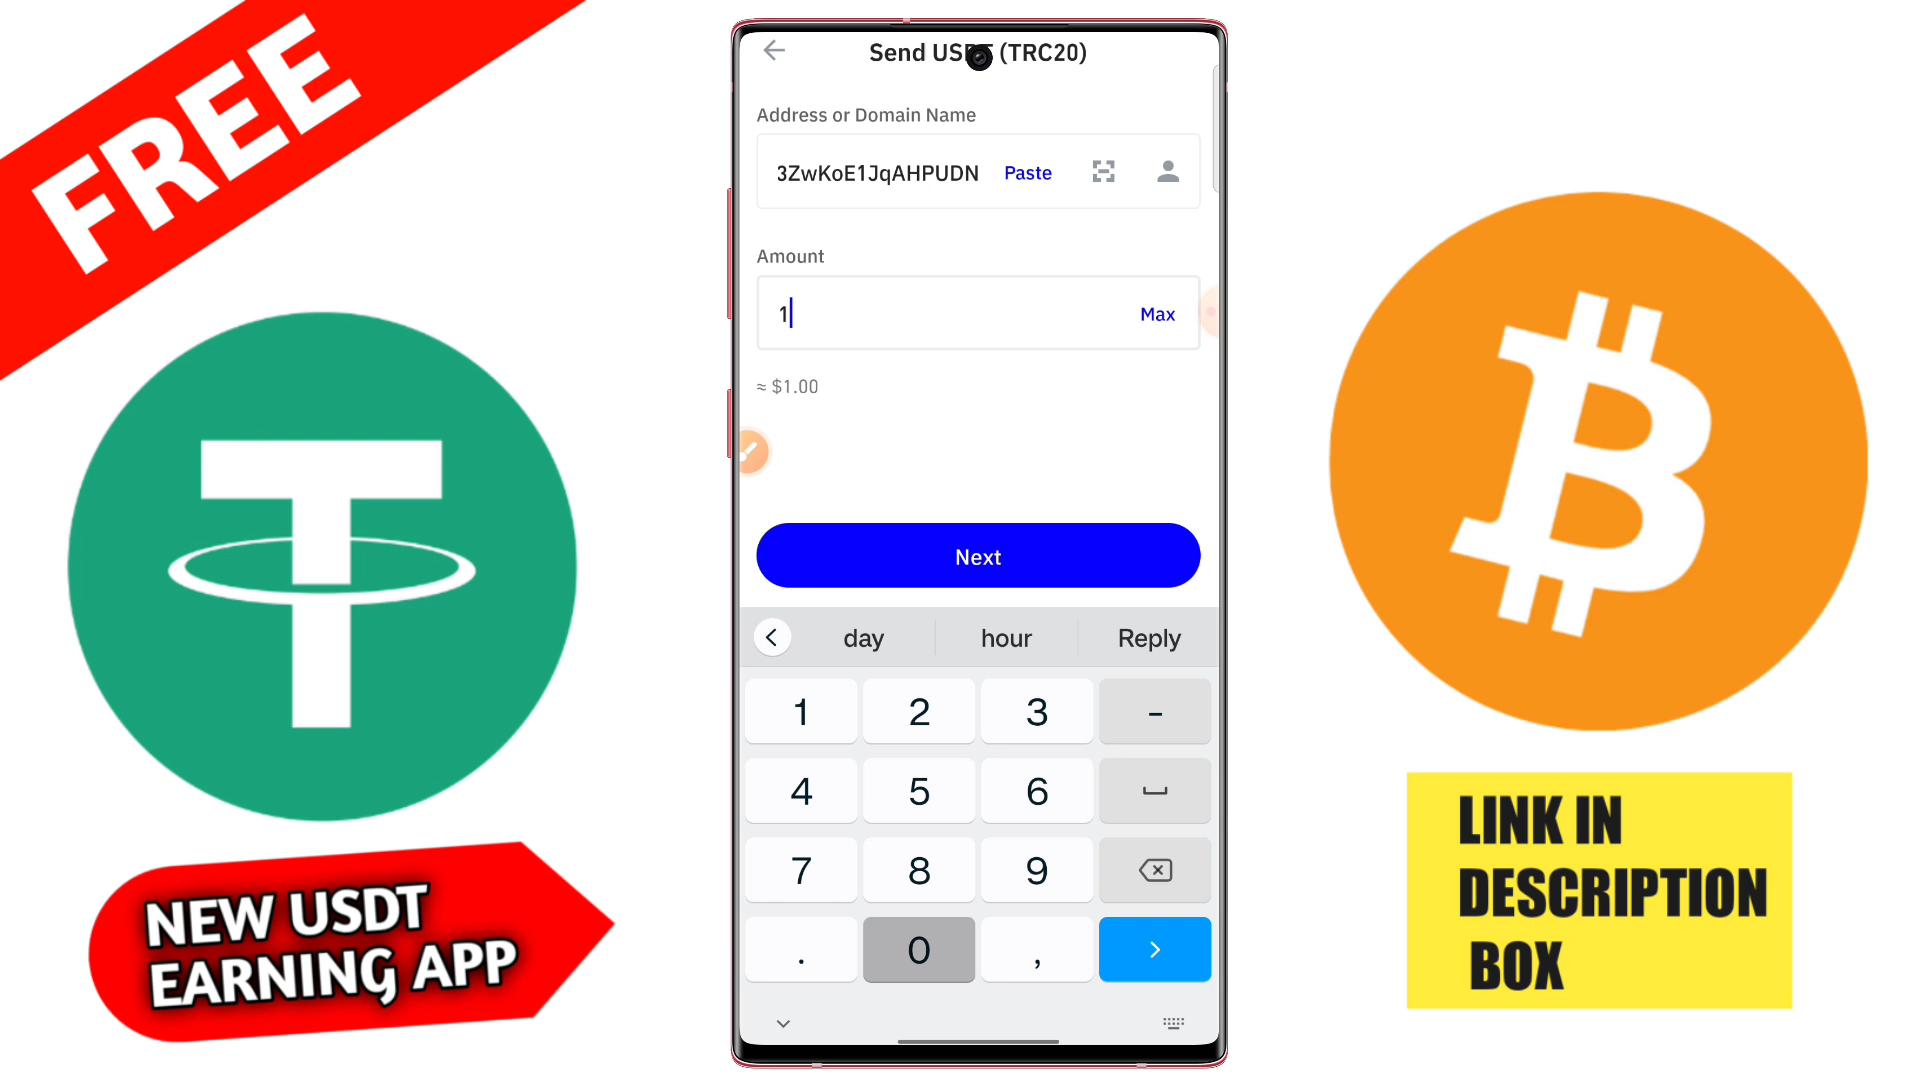 FREE
NEW USDT
EARNING APP
Send USDT (TRC20)
Address or Domain Name
3ZwKoE1JqAHPUDN Paste
Amount
1 Max
≈ $1.00
Next
day hour Reply
1 2 3 -
4 5 6
7 8 9
. 0 ,
LINK IN
DESCRIPTION
BOX